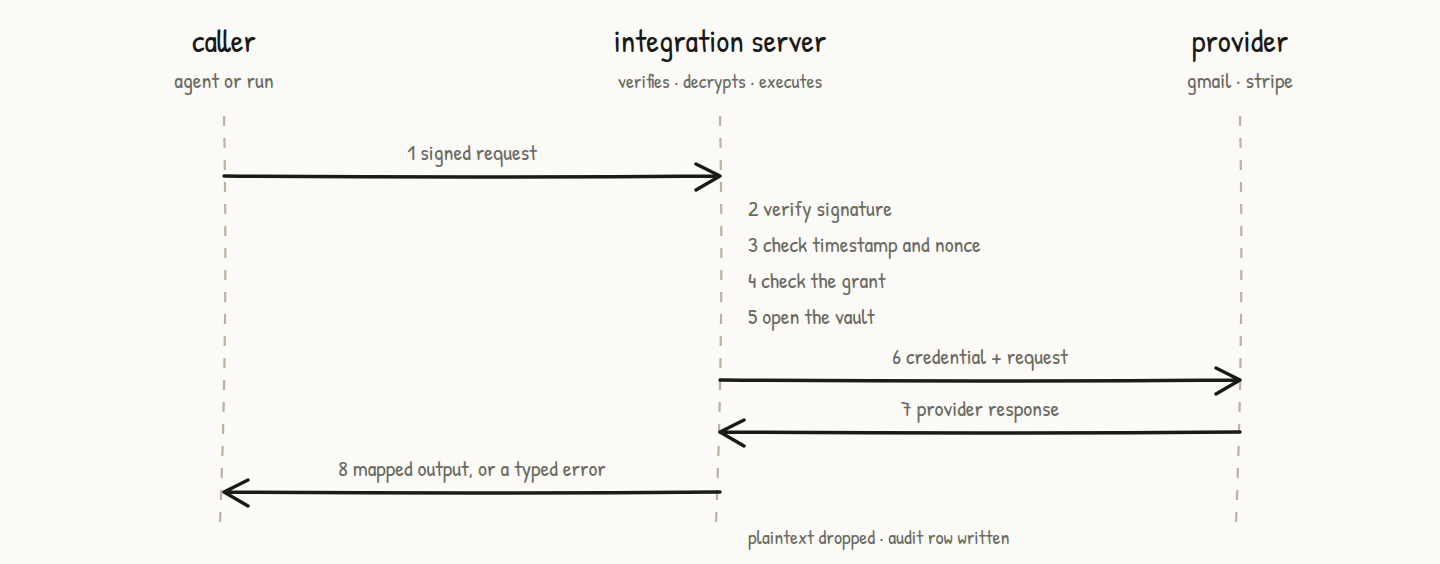 caller
integration server
provider
agent or run
verifies · decrypts · executes
gmail · stripe
1 signed request
2 verify signature
3 check timestamp and nonce
4 check the grant
5 open the vault
6 credential + request
7 provider response
8 mapped output, or a typed error
plaintext dropped · audit row written